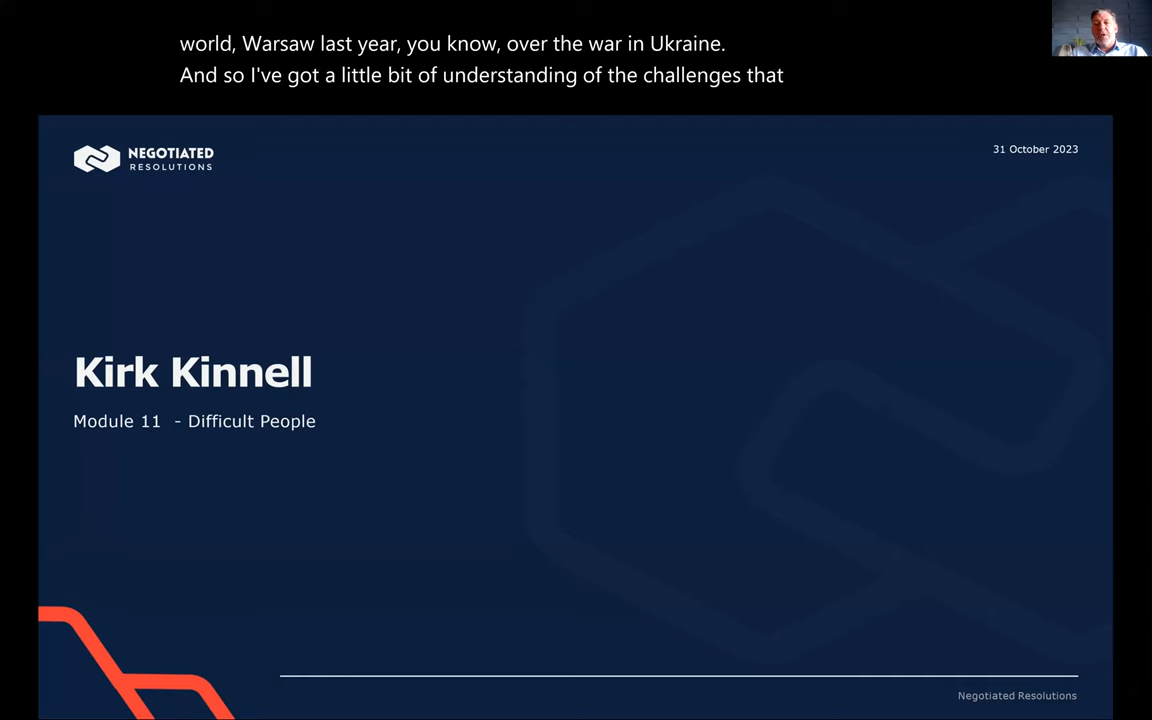 world, Warsaw last year, you know, over the war in Ukraine.
And so I've got a little bit of understanding of the challenges that
NEGOTIATED
RESOLUTIONS
31 October 2023
Kirk Kinnell
Module 11 - Difficult People
Negotiated Resolutions